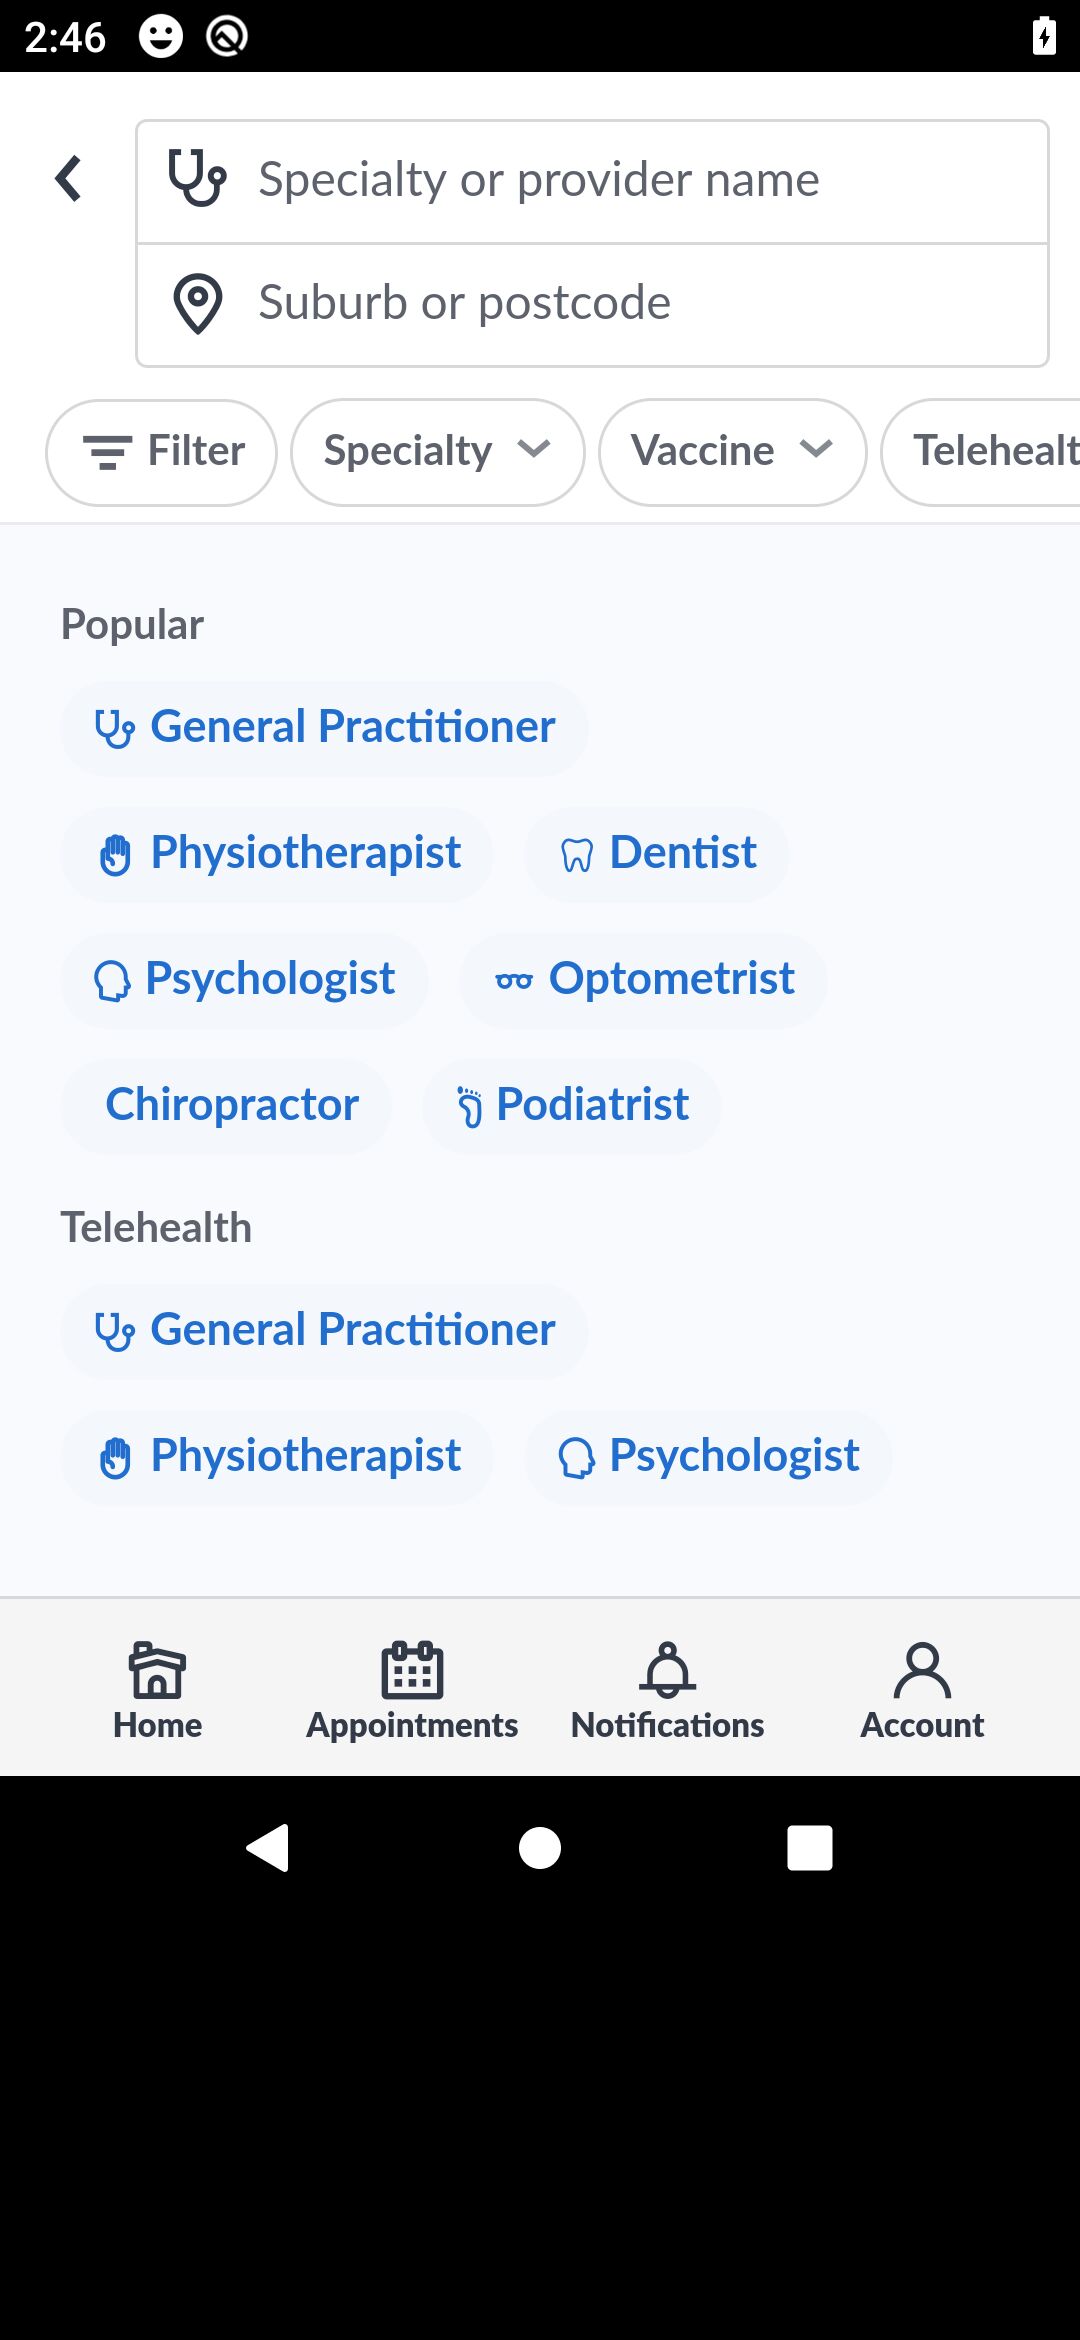 2:46
Specialty or provider name
Suburb or postcode
Filter Specialty Vaccine Telehealt
Popular
General Practitioner
Physiotherapist Dentist
Psychologist Optometrist
Chiropractor Podiatrist
Telehealth
General Practitioner
Physiotherapist Psychologist
Home Appointments Notifications Account